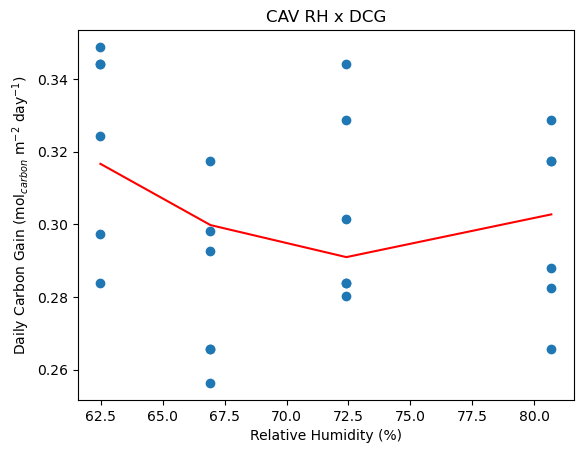 CAV RH x DCG
Daily Carbon Gain (mol$_{carbon}$ m$^{-2}$ day$^{-1}$)
0.34
0.32
0.30
0.28
0.26
62.5 65.0 67.5 70.0 72.5 75.0 77.5 80.0
Relative Humidity (%)